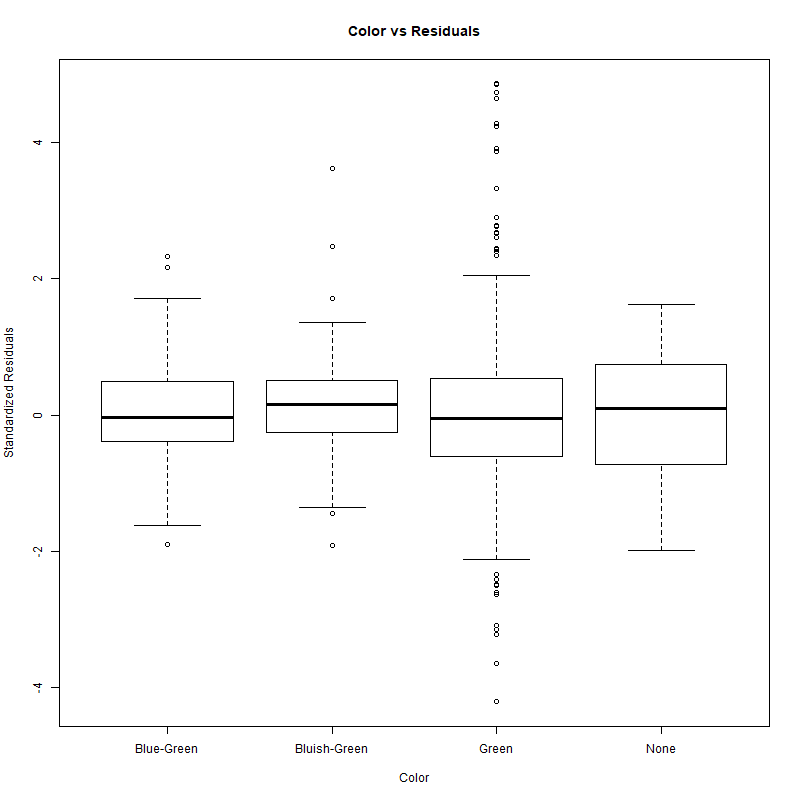 Color vs Residuals
Standardized Residuals
4
2
0
-2
-4
Blue-Green
Bluish-Green
Green
None
Color